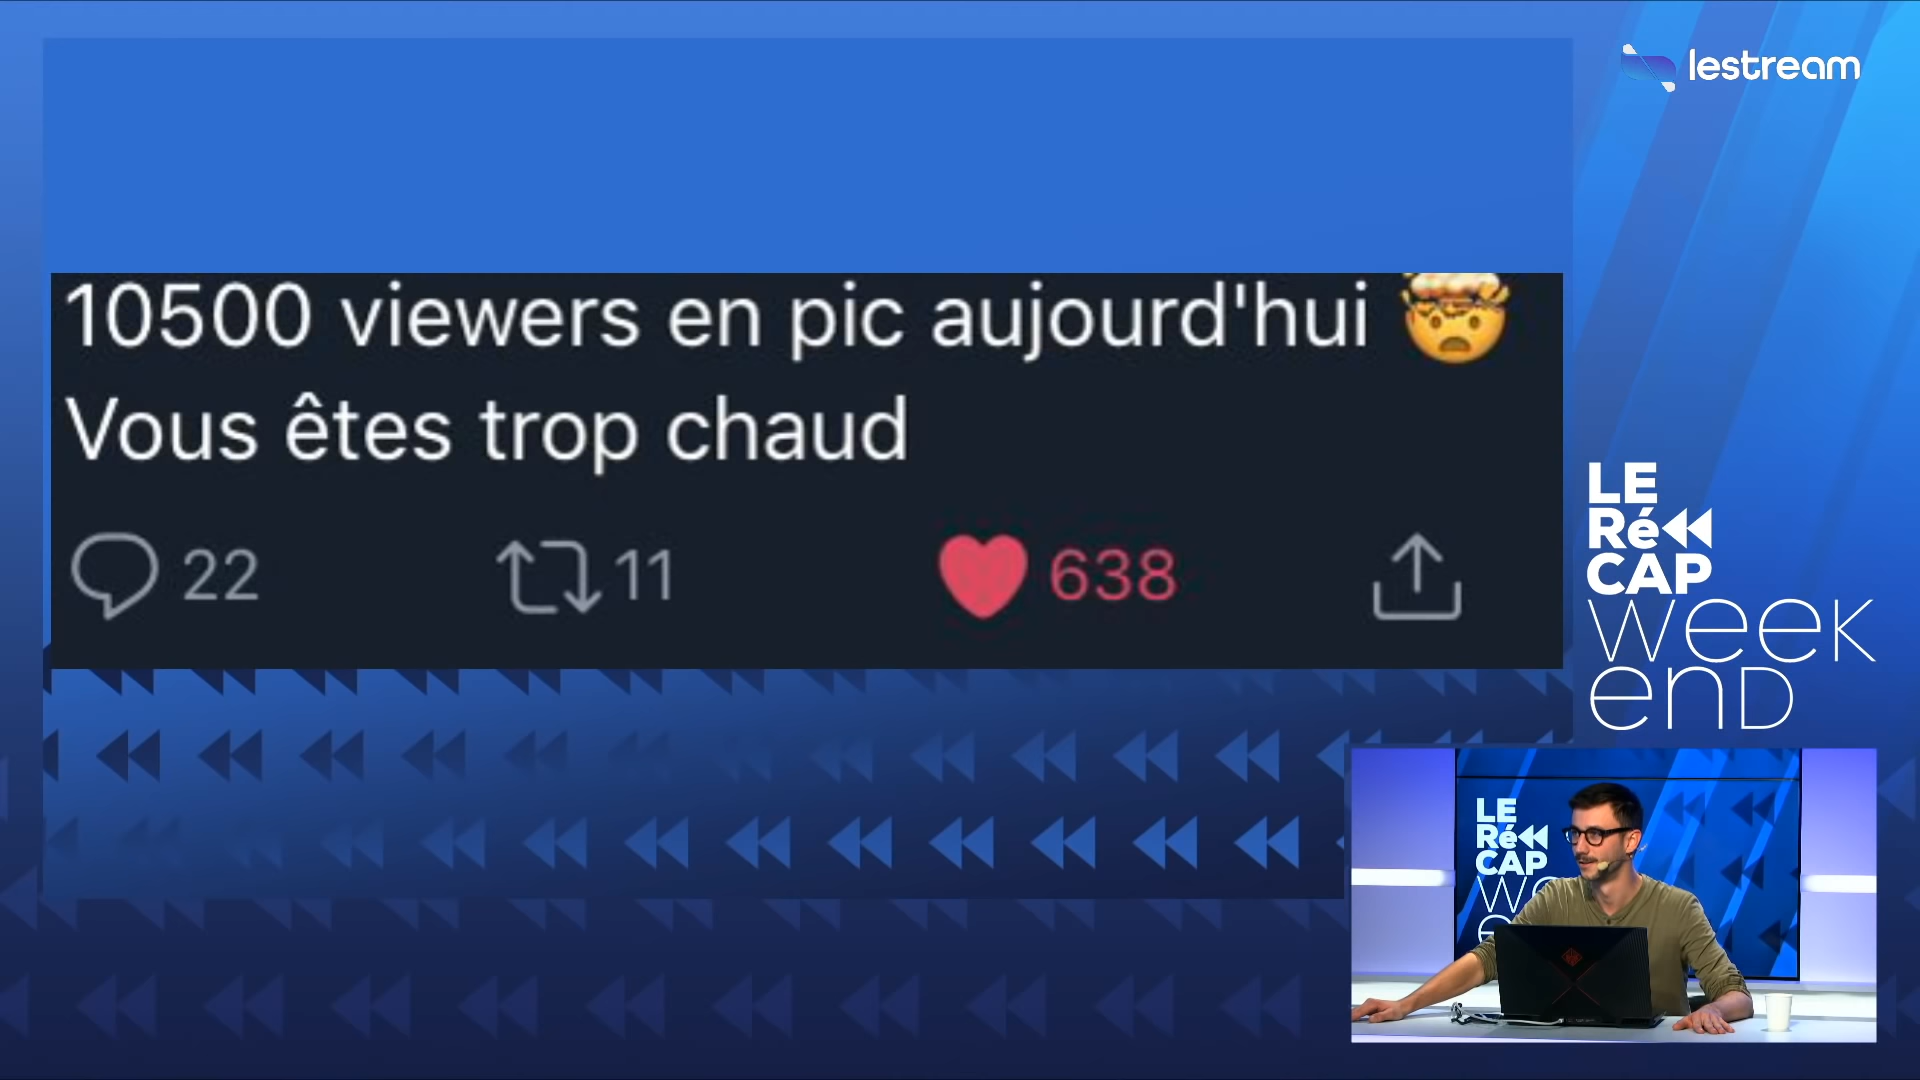 lestream
10500 viewers en pic aujourd'hui 🤯
Vous êtes trop chaud
22
11
638
LE
Ré
CAP
week
enD
LE
Ré
CAP